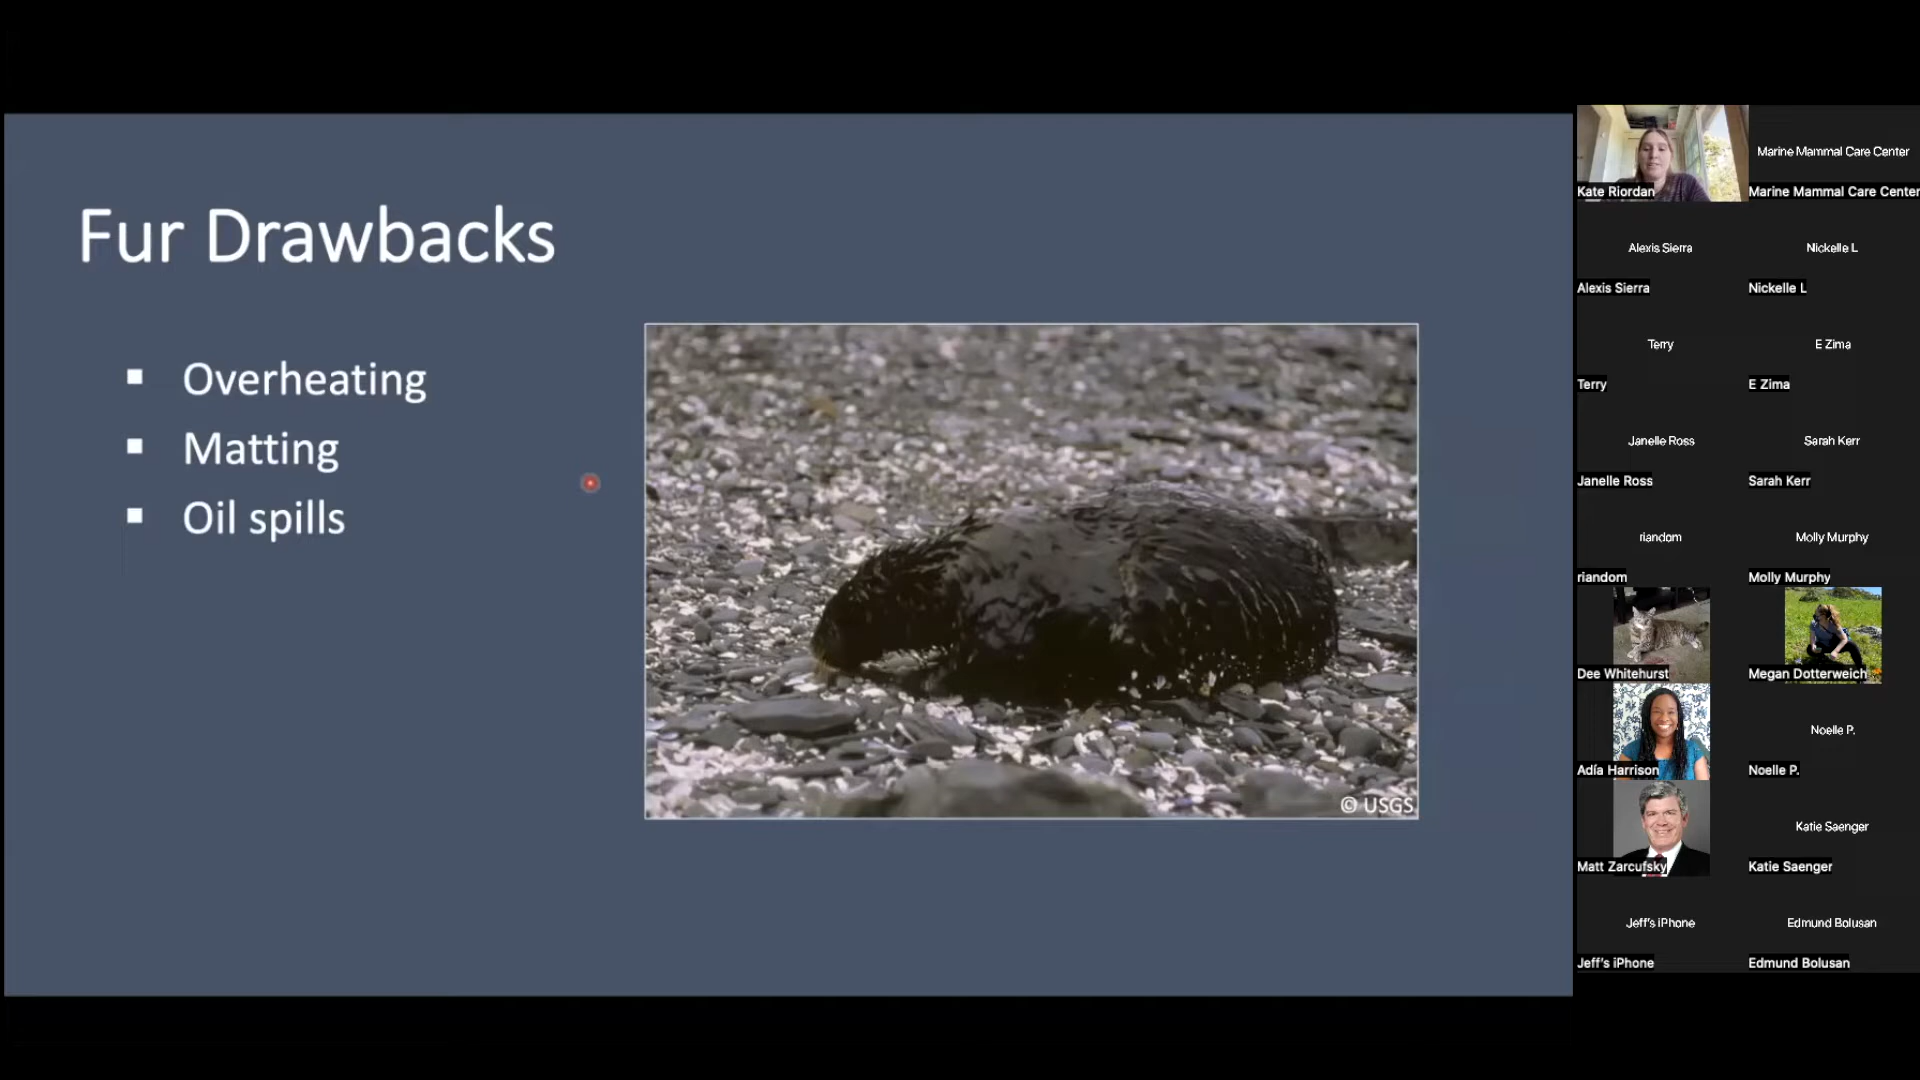 Fur Drawbacks
Overheating
Matting
Oil spills
© USGS
Kate Riordan
Marine Mammal Care Center
Marine Mammal Care Center
Alexis Sierra
Alexis Sierra
Nickelle L
Nickelle L
Terry
Terry
E Zima
E Zima
Janelle Ross
Janelle Ross
Sarah Kerr
Sarah Kerr
riandom
riandom
Molly Murphy
Molly Murphy
Dee Whitehurst
Megan Dotterweich
Adía Harrison
Noelle P.
Noelle P.
Matt Zarcufsky
Katie Saenger
Katie Saenger
Jeff's iPhone
Jeff's iPhone
Edmund Bolusan
Edmund Bolusan